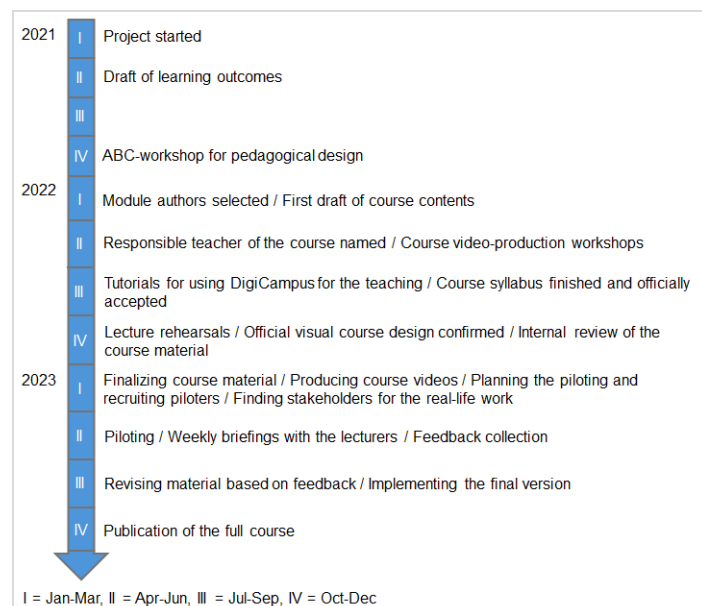 2021 I Project started
II Draft of learning outcomes
III
IV ABC-workshop for pedagogical design
2022 I Module authors selected / First draft of course contents
II Responsible teacher of the course named / Course video-production workshops
III Tutorials for using DigiCampus for the teaching / Course syllabus finished and officially
accepted
IV Lecture rehearsals / Official visual course design confirmed / Internal review of the
course material
2023 I Finalizing course material / Producing course videos / Planning the piloting and
recruiting piloters / Finding stakeholders for the real-life work
II Piloting / Weekly briefings with the lecturers / Feedback collection
III Revising material based on feedback / Implementing the final version
IV Publication of the full course
I = Jan-Mar, II = Apr-Jun, III = Jul-Sep, IV = Oct-Dec